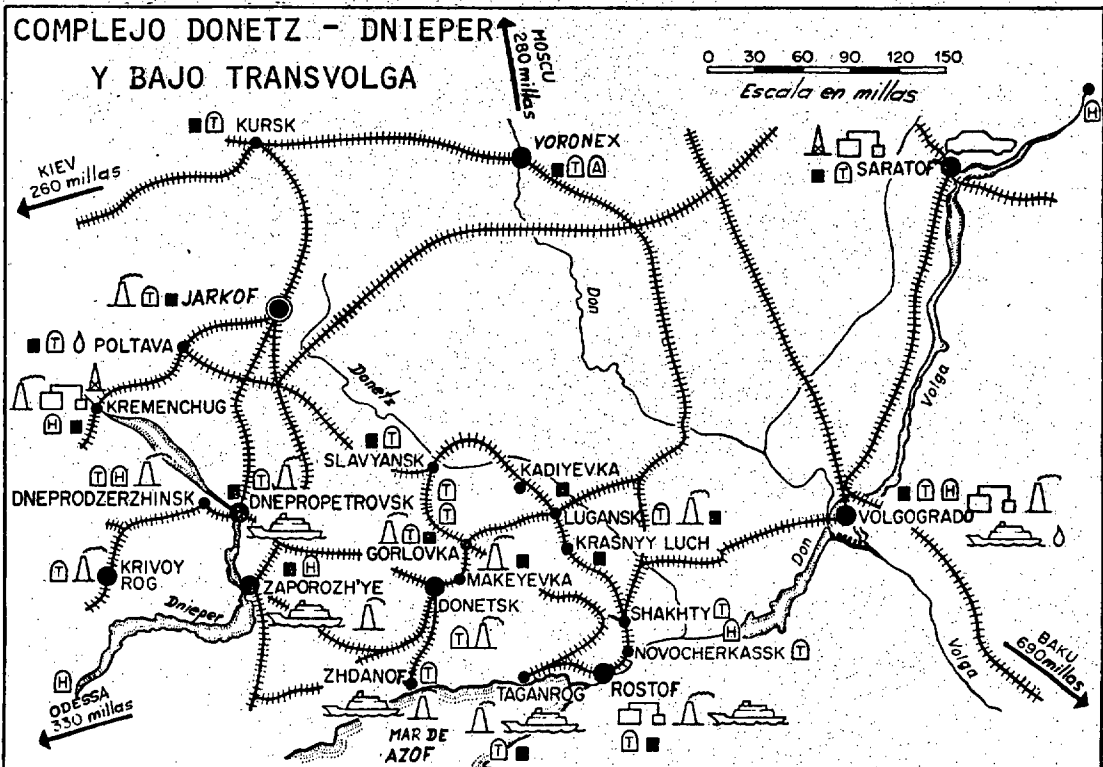 COMPLEJO DONETZ - DNIEPER
Y BAJO TRANSVOLGA
MOSCU
280 millas
0 30 60 90 120 150
Escala en millas
H
T KURSK
VORONEX
T A
KIEV
260 millas
T SARATOF
T JARKOF
Don
T POLTAVA
Volga
Donetz
KREMENCHUG
H
T
SLAVYANSK
KADIYEVKA
T H
DNEPRODZERZHINSK
T
DNEPROPETROVSK
T
T
LUGANSK T
T H
VOLGOGRADO
T
GORLOVKA
KRASNYY LUCH
Don
T
KRIVOY
ROG
H
ZAPOROZH'YE
MAKEYEVKA
DONETSK
SHAKHTY T
Dnieper
T
H
NOVOCHERKASSK T
Volga
BAKÚ
690 millas
ZHDANOF T
TAGANROG
ROSTOF
H
ODESSA
330 millas
MAR DE
AZOF
T
T